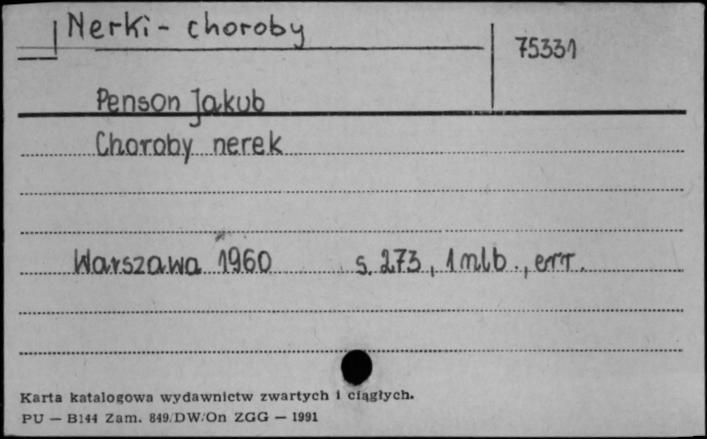 Nerki - choroby
75331
Penson Jakub
Choroby nerek
Warszawa 1960 s. 273, 1 nlb., err.
Karta katalogowa wydawnictw zwartych i ciągłych.
PU — B144 Zam. 849/DW/On ZGG — 1991